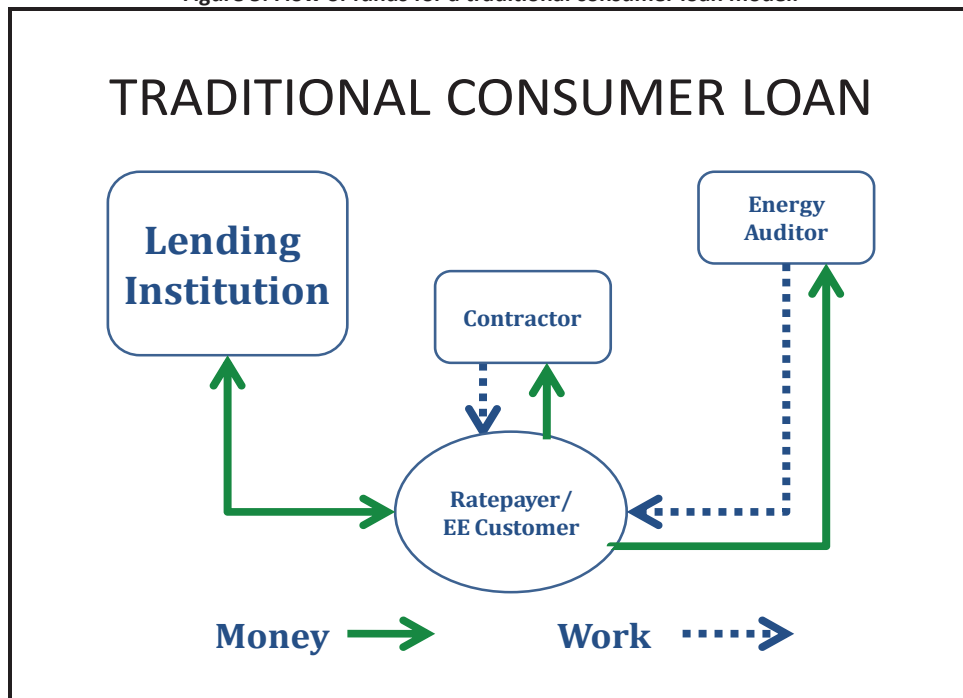 TRADITIONAL CONSUMER LOAN
Lending
Institution
Energy
Auditor
Contractor
Ratepayer/
EE Customer
Money
Work